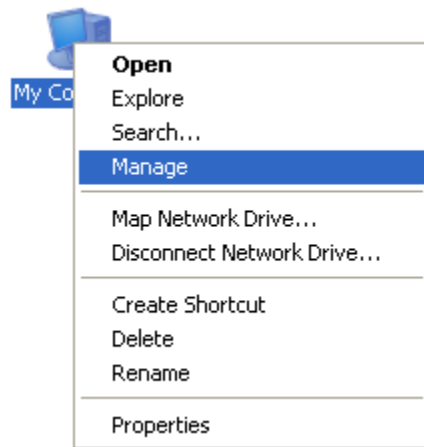 My Co
Open
Explore
Search...
Manage
Map Network Drive...
Disconnect Network Drive...
Create Shortcut
Delete
Rename
Properties